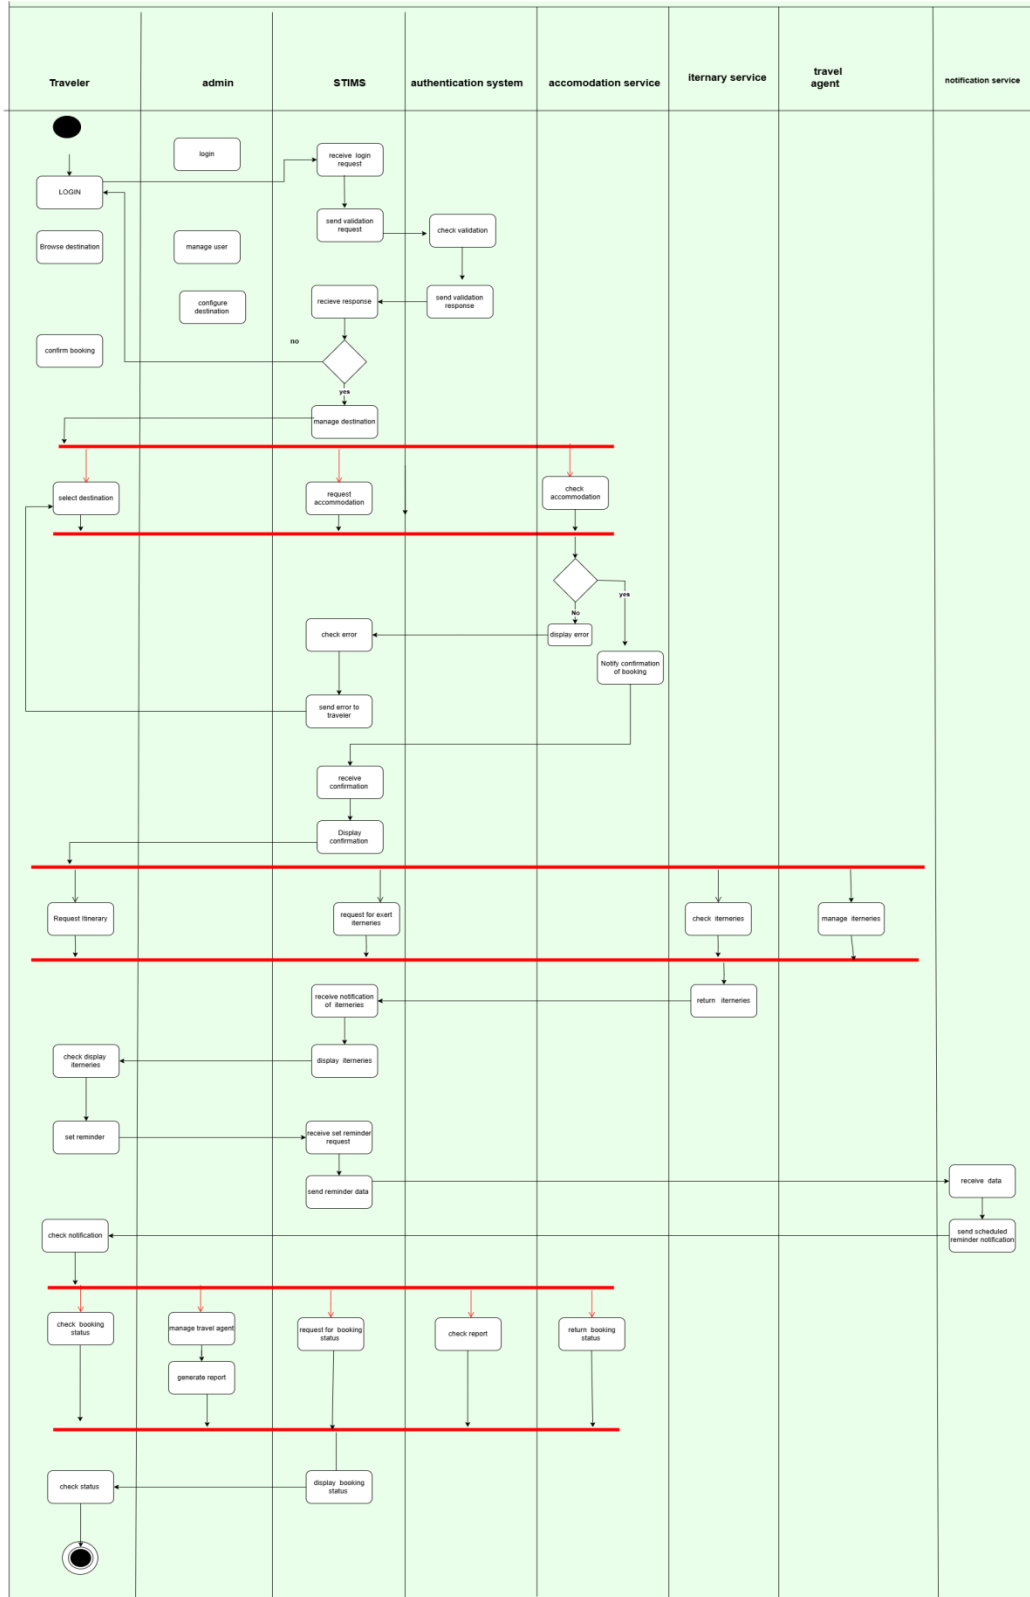 Traveler
admin
STIMS
authentication system
accomodation service
iternary service
travel
agent
notification service
login
receive login
request
LOGIN
send validation
request
check validation
Browse destination
manage user
configure
destination
recieve response
send validation
response
no
confirm booking
yes
manage destination
select destination
request
accommodation
check
accommodation
yes
No
check error
display error
Notify confirmation
of booking
send error to
traveler
receive
confirmation
Display
confirmation
Request Itinerary
request for exert
iterneries
check iterneries
manage iterneries
receive notification
of iterneries
return iterneries
check display
iterneries
display iterneries
set reminder
receive set reminder
request
send reminder data
receive data
check notification
send scheduled
reminder notification
check booking
status
manage travel agent
request for booking
status
check report
return booking
status
generate report
check status
display booking
status